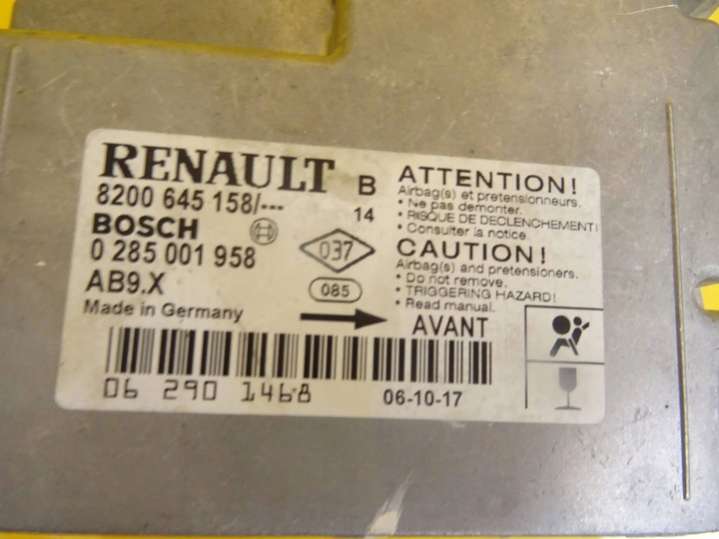 RENAULT B
8200 645 158/--- 14
BOSCH
0 285 001 958
037
AB9.X
085
Made in Germany
AVANT
06 290 1468
06-10-17
ATTENTION!
Airbag(s) et pretensionneurs.
• Ne pas demonter.
• RISQUE DE DECLENCHEMENT!
• Consulter la notice.
CAUTION!
Airbag(s) and pretensioners.
• Do not remove.
• TRIGGERING HAZARD!
• Read manual.